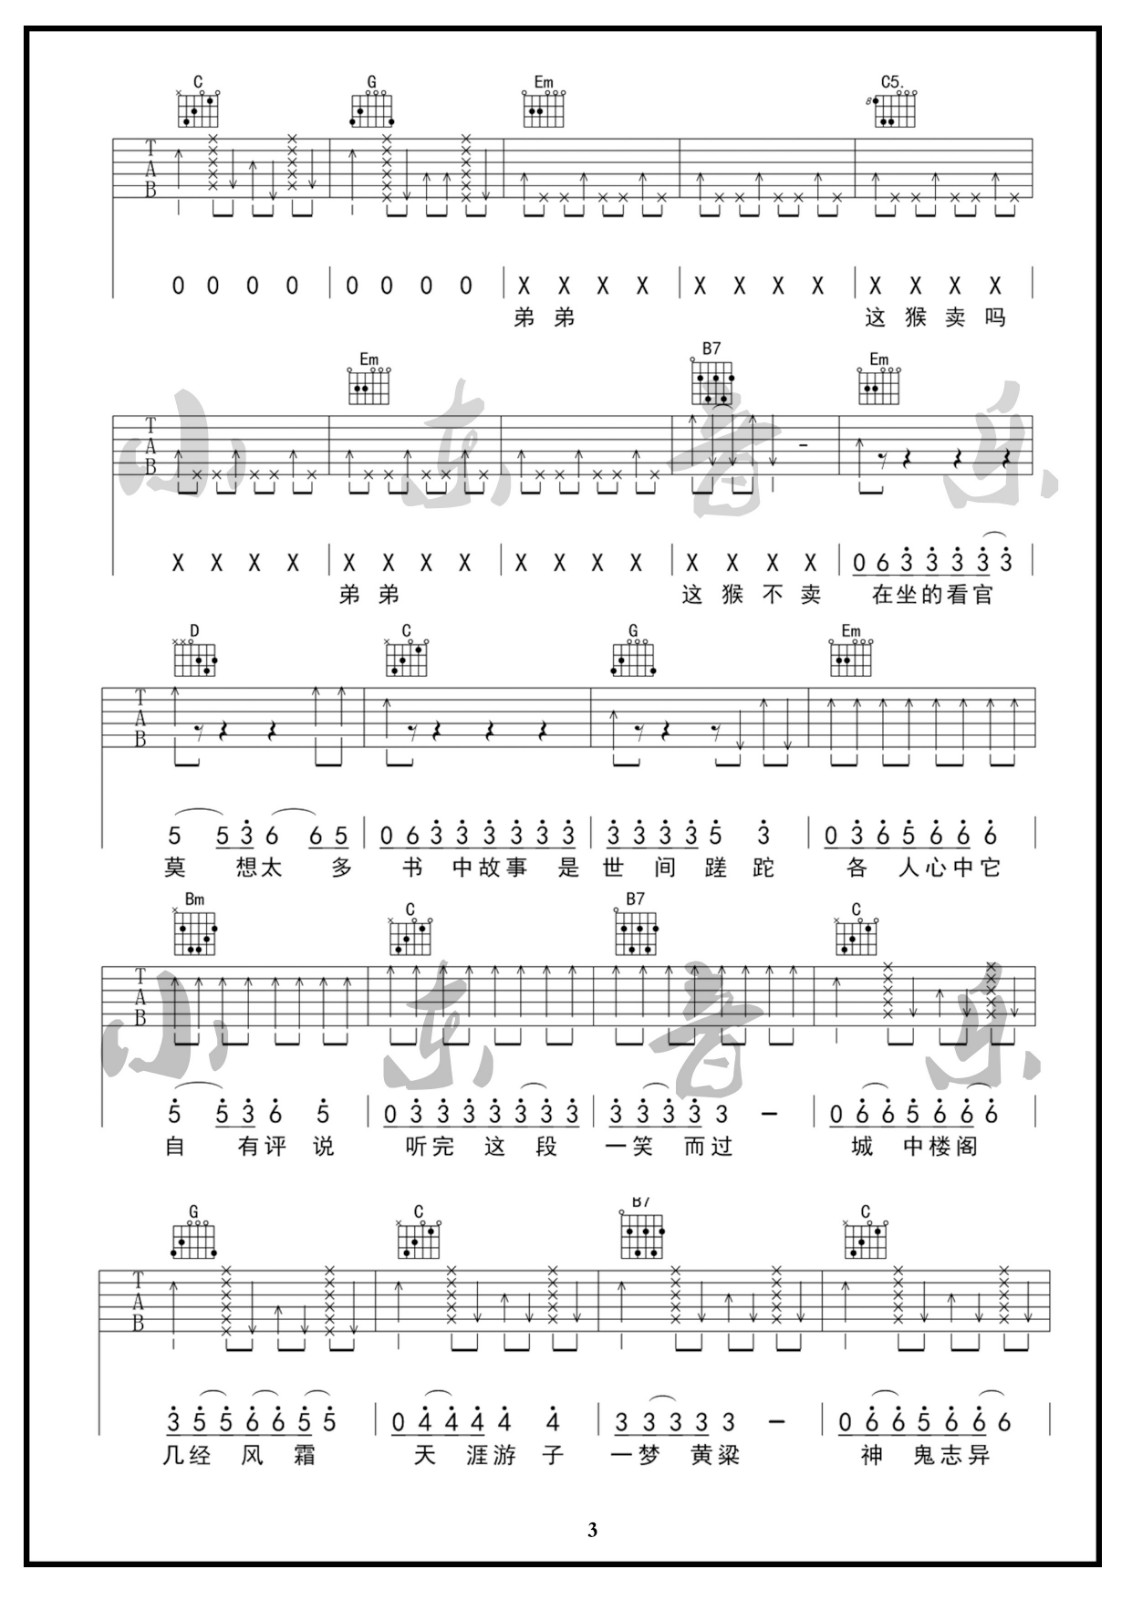 C G Em C5.
T A B
0 0 0 0 0 0 0 0 X X X X X X X X X X X X
弟 弟 这 猴 卖 吗
Em B7 Em
T A B
X X X X X X X X X X X X X X X X 0 6 3 3 3 3 3
弟 弟 这 猴 不 卖 在坐的看官
D C G Em
T A B
5 5 3 6 6 5 0 6 3 3 3 3 3 3 3 3 3 3 5 3 0 3 6 5 6 6 6
莫 想太 多 书 中故事 是 世 间 蹉 跎 各 人心中它
Bm C B7 C
T A B
5 5 3 6 5 0 3 3 3 3 3 3 3 3 3 3 3 3 — 0 6 6 5 6 6 6
自 有评 说 听完 这 段 一笑 而过 城 中楼阁
G C B7 C
T A B
3 5 5 6 6 5 5 0 4 4 4 4 4 3 3 3 3 3 — 0 6 6 5 6 6 6
几经 风 霜 天 涯游 子 一梦 黄粱 神 鬼志异
小东音乐
小东音乐
3